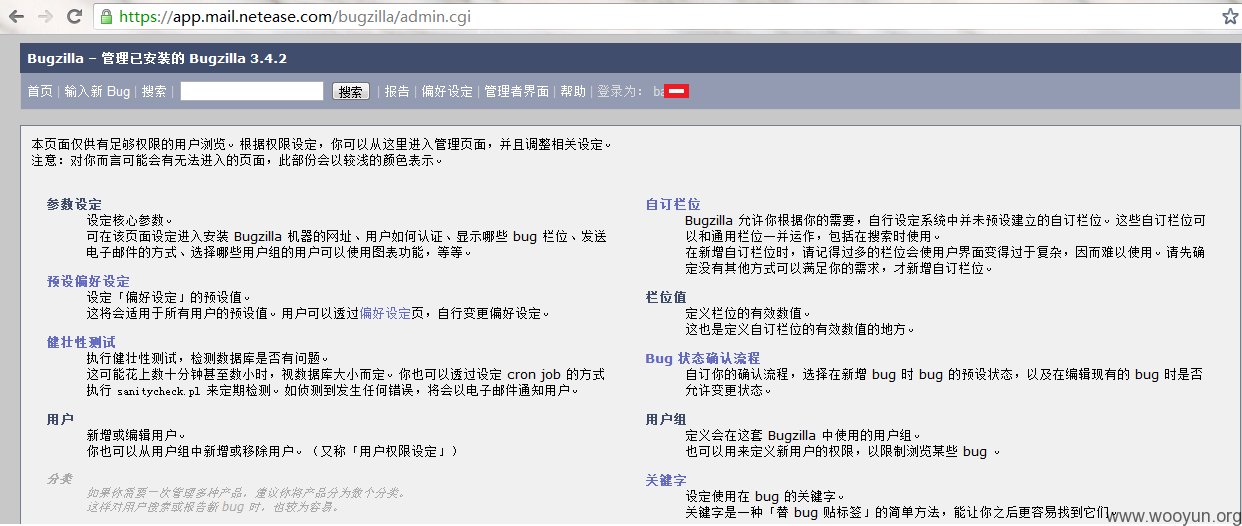 https://app.mail.netease.com/bugzilla/admin.cgi
Bugzilla – 管理已安装的 Bugzilla 3.4.2
首页 | 输入新 Bug | 搜索 | 搜索 | 报告 | 偏好设定 | 管理者界面 | 帮助 | 登录为： ba
本页面仅供有足够权限的用户浏览。根据权限设定，你可以从这里进入管理页面，并且调整相关设定。
注意：对你而言可能会有无法进入的页面，此部份会以较浅的颜色表示。
参数设定
设定核心参数。
可在该页面设定进入安装 Bugzilla 机器的网址、用户如何认证、显示哪些 bug 栏位、发送
电子邮件的方式、选择哪些用户组的用户可以使用图表功能，等等。
预设偏好设定
设定「偏好设定」的预设值。
这将会适用于所有用户的预设值。用户可以透过偏好设定页，自行变更偏好设定。
健壮性测试
执行健壮性测试，检测数据库是否有问题。
这可能花上数十分钟甚至数小时，视数据库大小而定。你也可以透过设定 cron job 的方式
执行 sanitycheck.pl 来定期检测。如侦测到发生任何错误，将会以电子邮件通知用户。
用户
新增或编辑用户。
你也可以从用户组中新增或移除用户。（又称「用户权限设定」）
分类
如果你需要一次管理多种产品，建议你将产品分为数个分类。
这样对用户搜索或报告新 bug 时，也较为容易。
自订栏位
Bugzilla 允许你根据你的需要，自行设定系统中并未预设建立的自订栏位。这些自订栏位可
以和通用栏位一并运作，包括在搜索时使用。
在新增自订栏位时，请记得过多的栏位会使用户界面变得过于复杂，因而难以使用。请先确
定没有其他方式可以满足你的需求，才新增自订栏位。
栏位值
定义栏位的有效数值。
这也是定义自订栏位的有效数值的地方。
Bug 状态确认流程
自订你的确认流程，选择在新增 bug 时 bug 的预设状态，以及在编辑现有的 bug 时是否
允许变更状态。
用户组
定义会在这套 Bugzilla 中使用的用户组。
也可以用来定义新用户的权限，以限制浏览某些 bug 。
关键字
设定使用在 bug 的关键字。
关键字是一种「替 bug 贴标签」的简单方法，能让你之后更容易找到它们。
www.wooyun.org